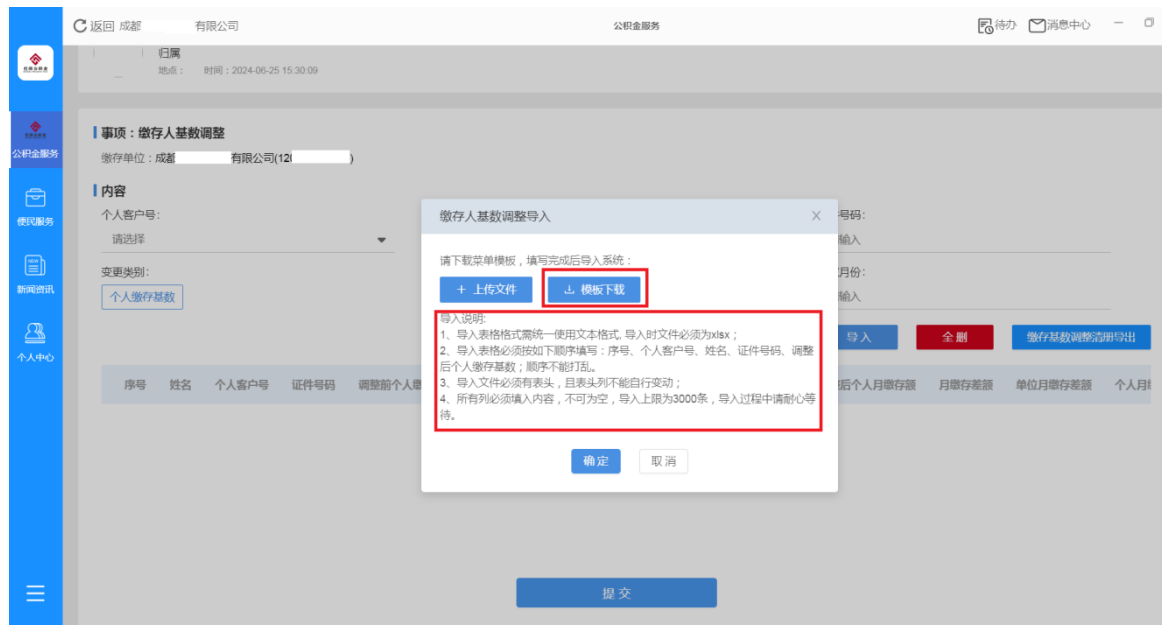 返回 成都 有限公司
公积金服务
待办
消息中心
归属
地点： 时间：2024-06-25 15:30:09
公积金服务
便民服务
新闻资讯
个人中心
事项：缴存人基数调整
缴存单位：成都 有限公司(12 )
内容
个人客户号：
号码：
请选择
输入
变更类别：
月份：
个人缴存基数
输入
导入
全删
缴存基数调整清册导出
序号 姓名 个人客户号 证件号码 调整前个人缴
后个人月缴存额 月缴存差额 单位月缴存差额 个人月
缴存人基数调整导入
请下载菜单模板，填写完成后导入系统：
+ 上传文件
模板下载
导入说明:
1、导入表格格式需统一使用文本格式, 导入时文件必须为xlsx；
2、导入表格必须按如下顺序填写：序号、个人客户号、姓名、证件号码、调整
后个人缴存基数；顺序不能打乱。
3、导入文件必须有表头，且表头列不能自行变动；
4、所有列必须填入内容，不可为空，导入上限为3000条，导入过程中请耐心等
待。
确定
取消
提交